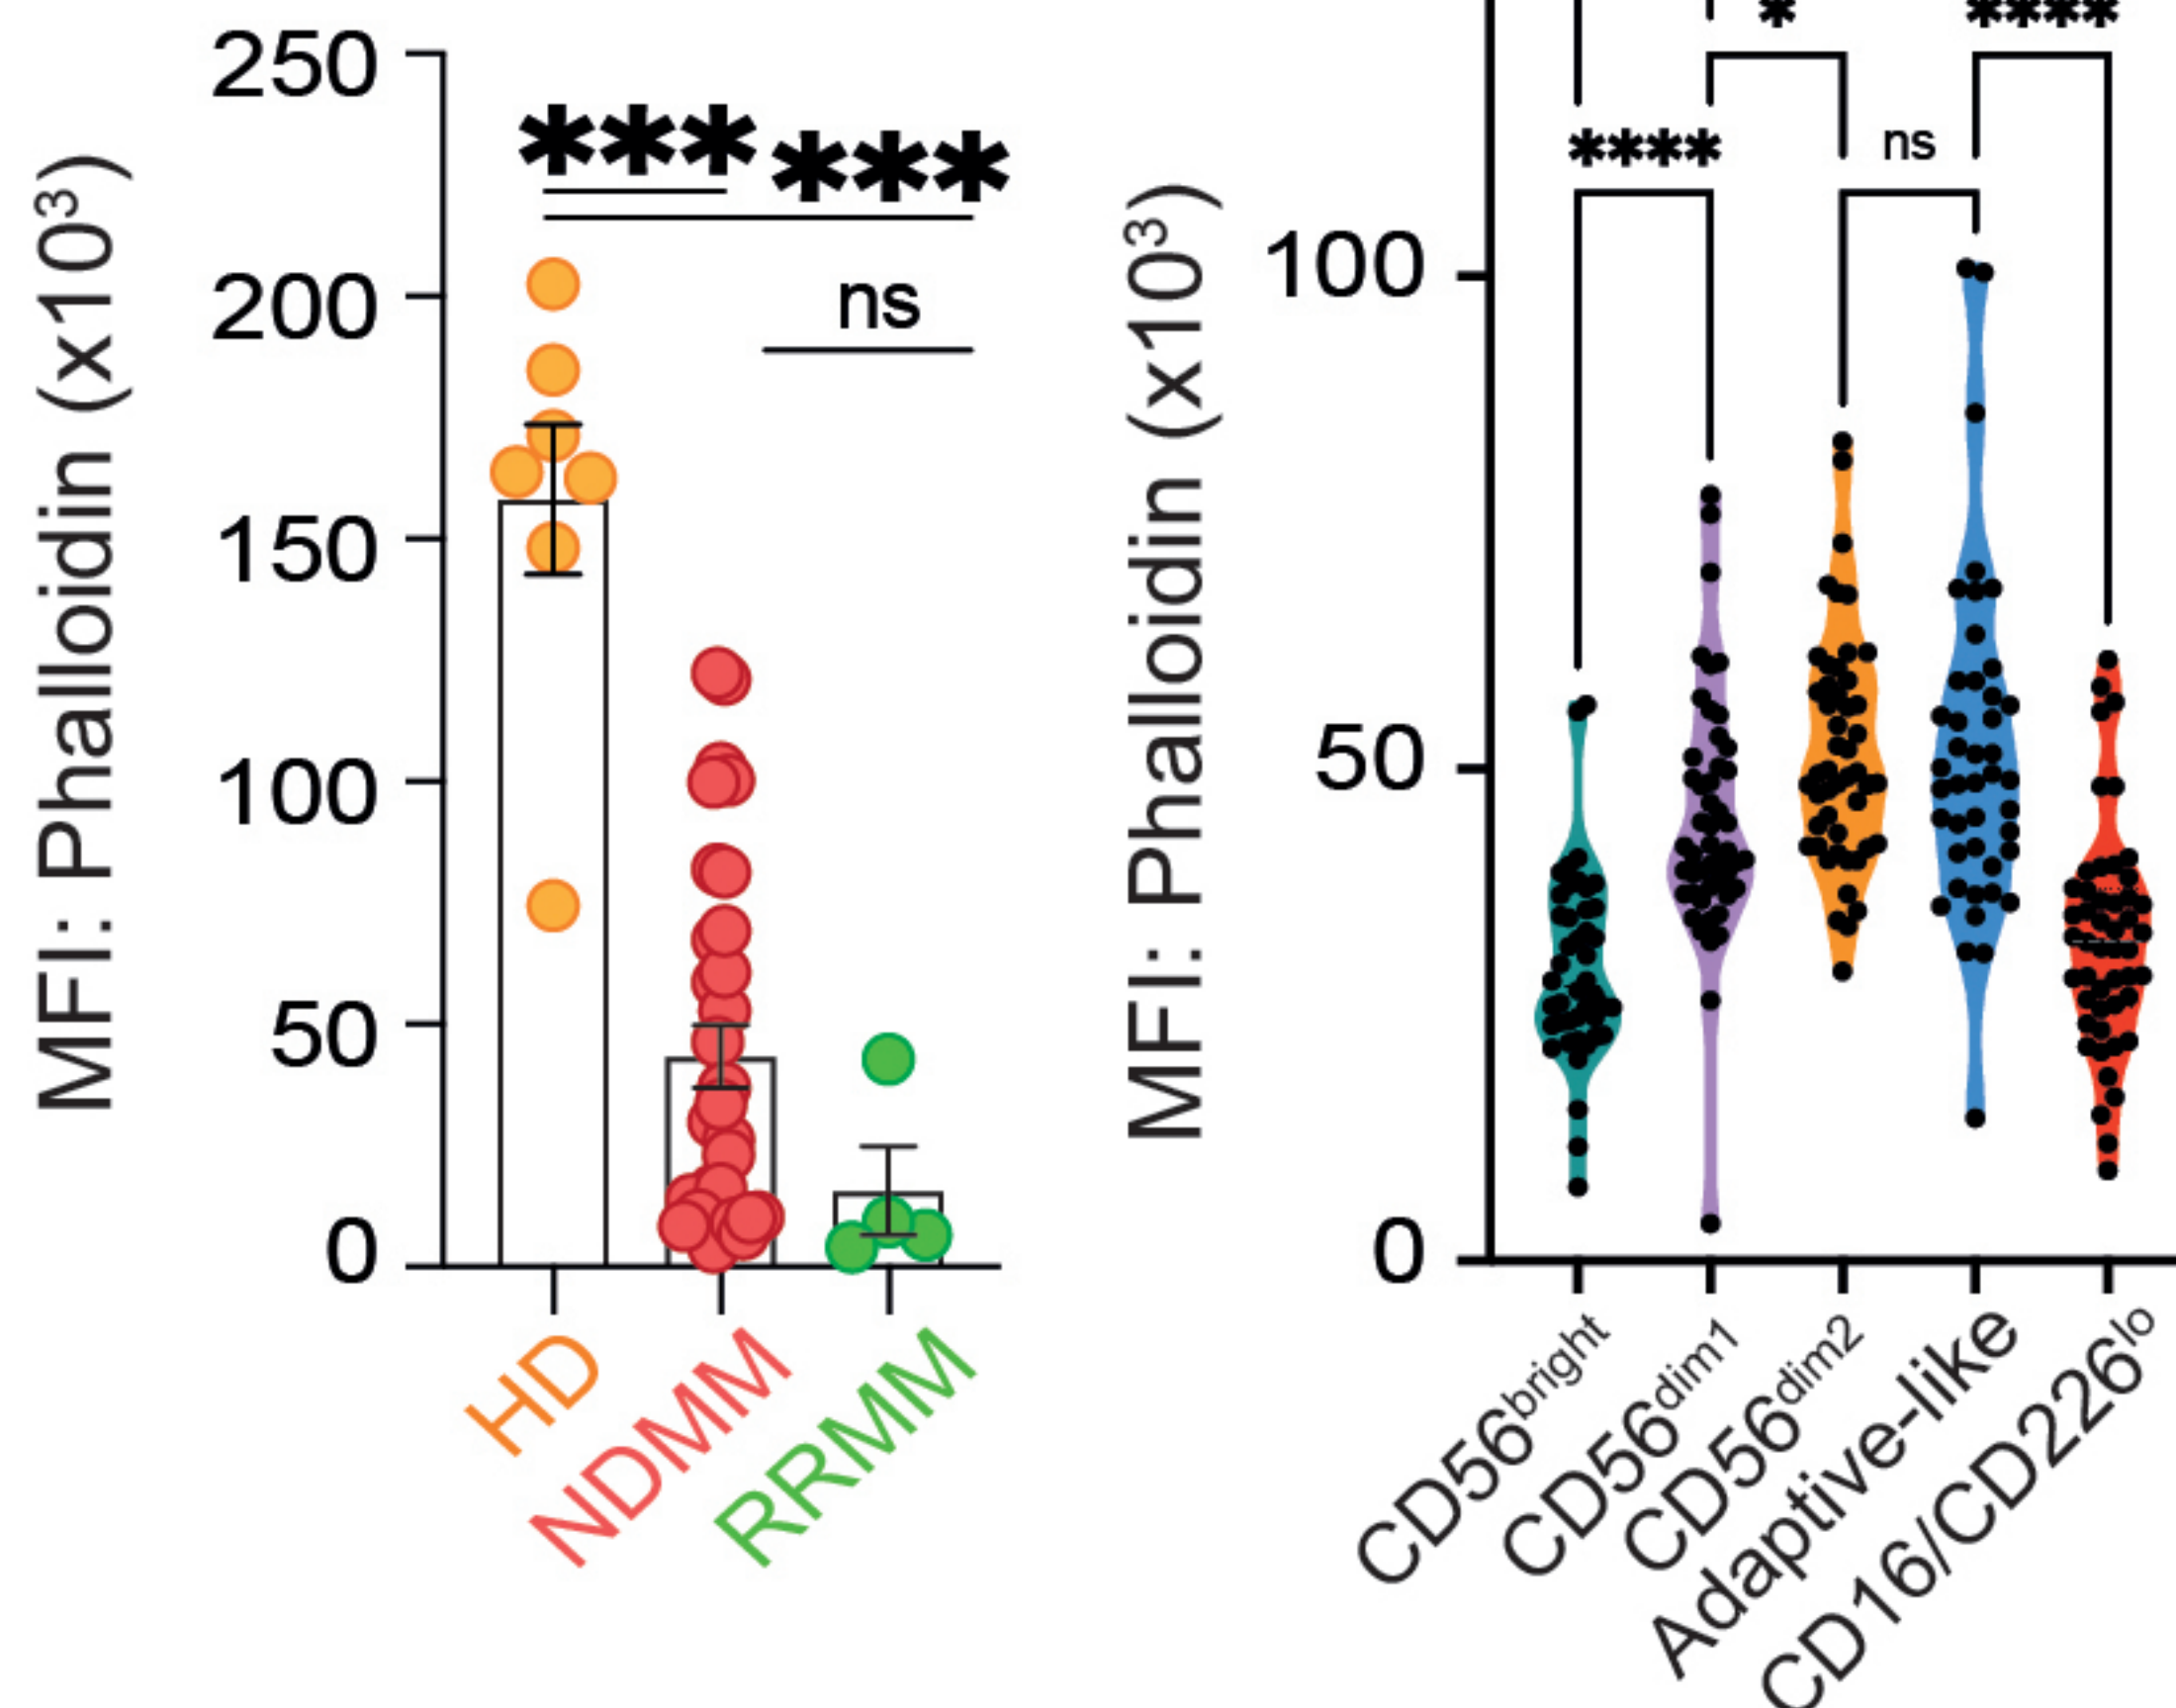 MFI: Phalloidin (x10³)
250
200
150
100
50
0
***
***
ns
HD
NDMM
RRMM
MFI: Phalloidin (x10³)
100
50
0
*
****
****
ns
CD56bright
CD56dim1
CD56dim2
Adaptive-like
CD16/CD226lo